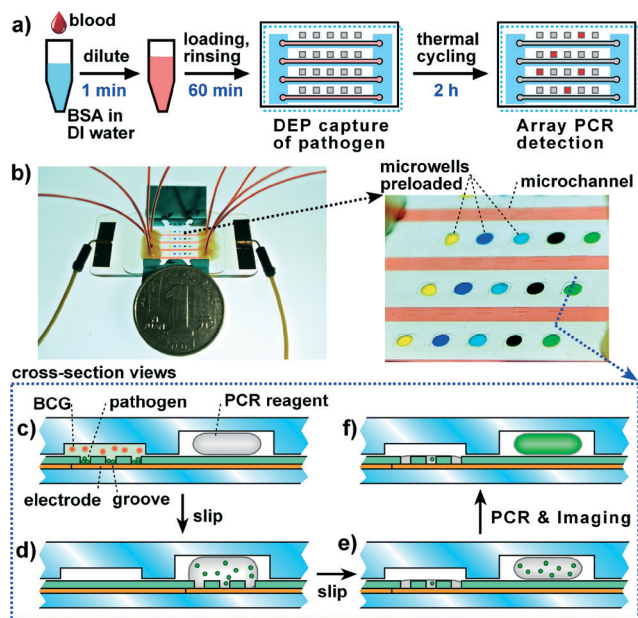 a)
blood
dilute
1 min
BSA in
DI water
loading,
rinsing
60 min
DEP capture
of pathogen
thermal
cycling
2 h
Array PCR
detection
b)
microwells
preloaded
microchannel
1
cross-section views
c)
BCG
pathogen
PCR reagent
electrode
groove
slip
d)
slip
e)
PCR & Imaging
f)